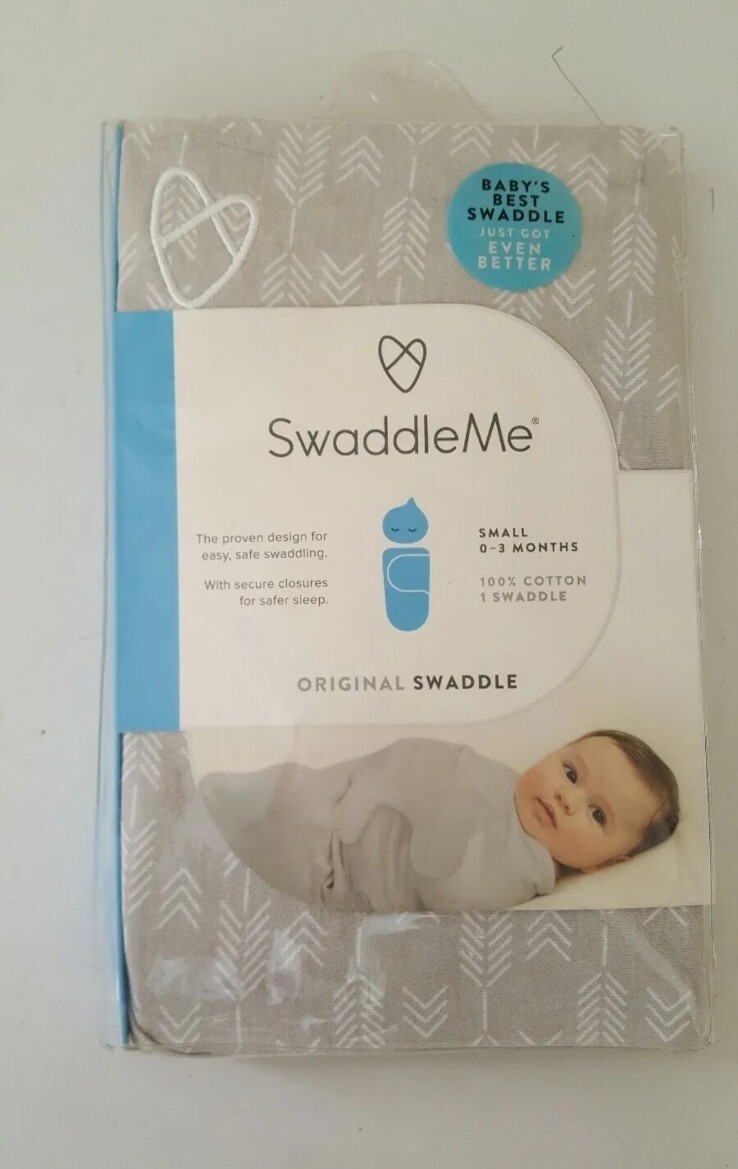 BABY'S
BEST
SWADDLE
JUST GOT
EVEN
BETTER
SwaddleMe®
The proven design for
easy, safe swaddling.
With secure closures
for safer sleep.
SMALL
0-3 MONTHS
100% COTTON
1 SWADDLE
ORIGINAL SWADDLE